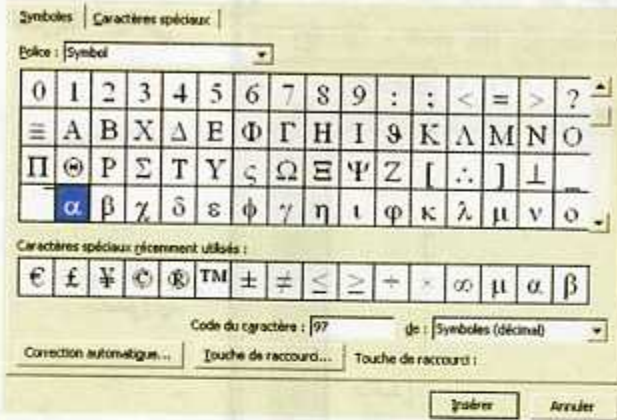 Symboles Caractères spéciaux
Police : Symbol
0 1 2 3 4 5 6 7 8 9 : ; < = > ?
≅ Α Β Χ Δ Ε Φ Γ Η Ι ϑ Κ Λ Μ Ν Ο
Π Θ Ρ Σ Τ Υ ς Ω Ξ Ψ Ζ [ ∴ ] ⊥ _
‾ α β χ δ ε φ γ η ι ϕ κ λ μ ν ο
Caractères spéciaux récemment utilisés :
€ £ ¥ © ® ™ ± ≠ ≤ ≥ ÷ × ∞ µ α β
Code du caractère : 97 de : Symboles (décimal)
Correction automatique... Touche de raccourci... Touche de raccourci :
Insérer Annuler